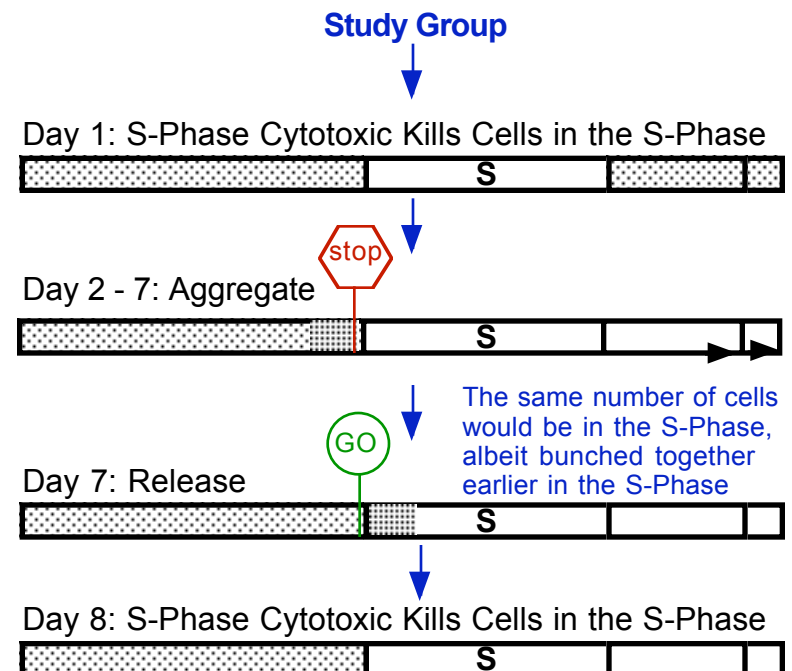 Study Group
Day 1: S-Phase Cytotoxic Kills Cells in the S-Phase
S
stop
Day 2 - 7: Aggregate
S
The same number of cells
would be in the S-Phase,
albeit bunched together
earlier in the S-Phase
GO
Day 7: Release
S
Day 8: S-Phase Cytotoxic Kills Cells in the S-Phase
S